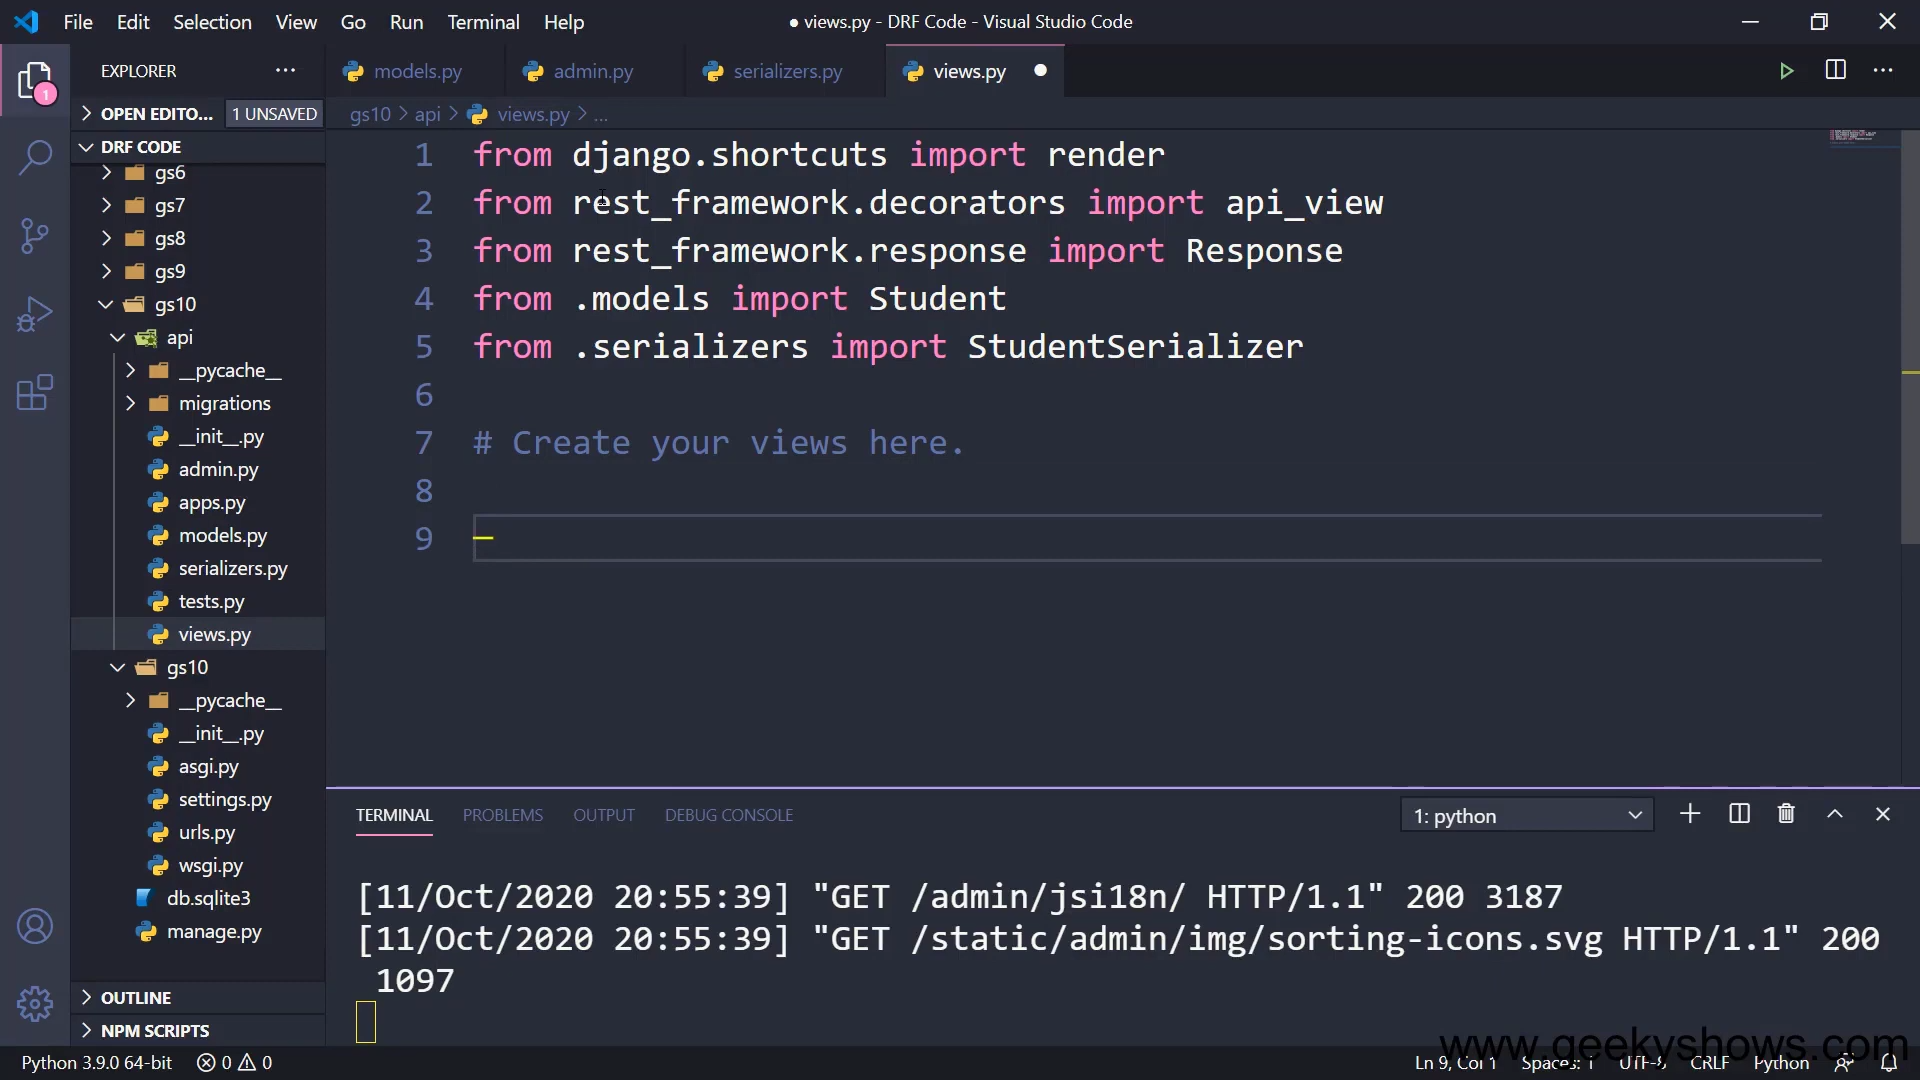 File Edit Selection View Go Run Terminal Help
● views.py - DRF Code - Visual Studio Code
EXPLORER
models.py admin.py serializers.py views.py
OPEN EDITO... 1 UNSAVED
gs10 > api > views.py > ...
DRF CODE
gs6
gs7
gs8
gs9
gs10
api
__pycache__
migrations
__init__.py
admin.py
apps.py
models.py
serializers.py
tests.py
views.py
gs10
__pycache__
__init__.py
asgi.py
settings.py
urls.py
wsgi.py
db.sqlite3
manage.py
OUTLINE
NPM SCRIPTS
1 from django.shortcuts import render
2 from rest_framework.decorators import api_view
3 from rest_framework.response import Response
4 from .models import Student
5 from .serializers import StudentSerializer
6
7 # Create your views here.
8
9
TERMINAL PROBLEMS OUTPUT DEBUG CONSOLE
1: python
[11/Oct/2020 20:55:39] "GET /admin/jsi18n/ HTTP/1.1" 200 3187
[11/Oct/2020 20:55:39] "GET /static/admin/img/sorting-icons.svg HTTP/1.1" 200
1097
www.geekyshows.com
1
Python 3.9.0 64-bit 0 0
Ln 9, Col 1 Spaces: 1 UTF-8 CRLF Python